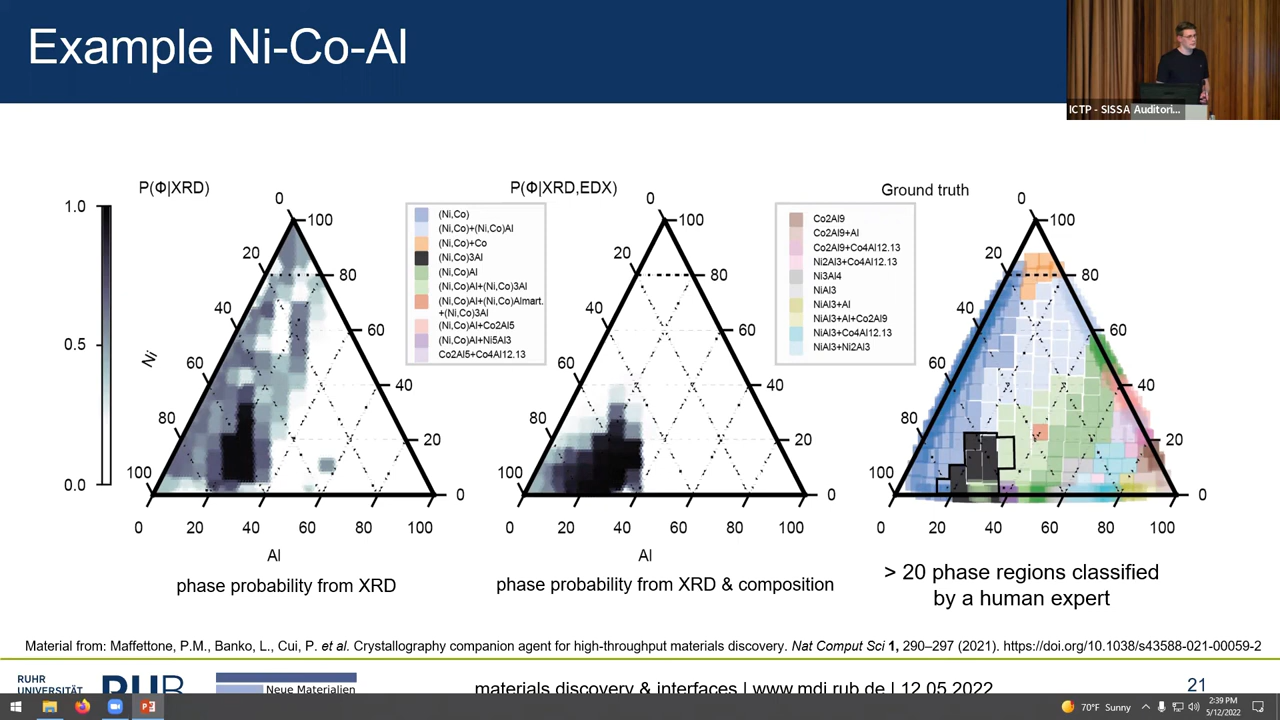 Example Ni-Co-Al
ICTP - SISSA Auditori...
P(Φ|XRD)
1.0
0.5
0.0
0
100
20
80
40
60
Ni
60
40
80
20
100
0
0
20
40
60
80
100
Al
phase probability from XRD
(Ni,Co)
(Ni,Co)+(Ni,Co)Al
(Ni,Co)+Co
(Ni,Co)3Al
(Ni,Co)Al
(Ni,Co)Al+(Ni,Co)3Al
(Ni,Co)Al+(Ni,Co)Almart.
+(Ni,Co)3Al
(Ni,Co)Al+Co2Al5
(Ni,Co)Al+Ni5Al3
Co2Al5+Co4Al12.13
P(Φ|XRD,EDX)
0
100
20
80
40
60
60
40
80
20
100
0
0
20
40
60
80
100
Al
phase probability from XRD & composition
Co2Al9
Co2Al9+Al
Co2Al9+Co4Al12.13
Ni2Al3+Co4Al12.13
Ni3Al4
NiAl3
NiAl3+Al
NiAl3+Al+Co2Al9
NiAl3+Co4Al12.13
NiAl3+Ni2Al3
Ground truth
0
100
20
80
40
60
60
40
80
20
100
0
0
20
40
60
80
100
> 20 phase regions classified
by a human expert
Material from: Maffettone, P.M., Banko, L., Cui, P. et al. Crystallography companion agent for high-throughput materials discovery. Nat Comput Sci 1, 290–297 (2021). https://doi.org/10.1038/s43588-021-00059-2
RUHR
UNIVERSITÄT
RUB
Neue Materialien
materials discovery & interfaces | www.mdi.rub.de | 12.05.2022
21
70°F Sunny
2:39 PM
5/12/2022